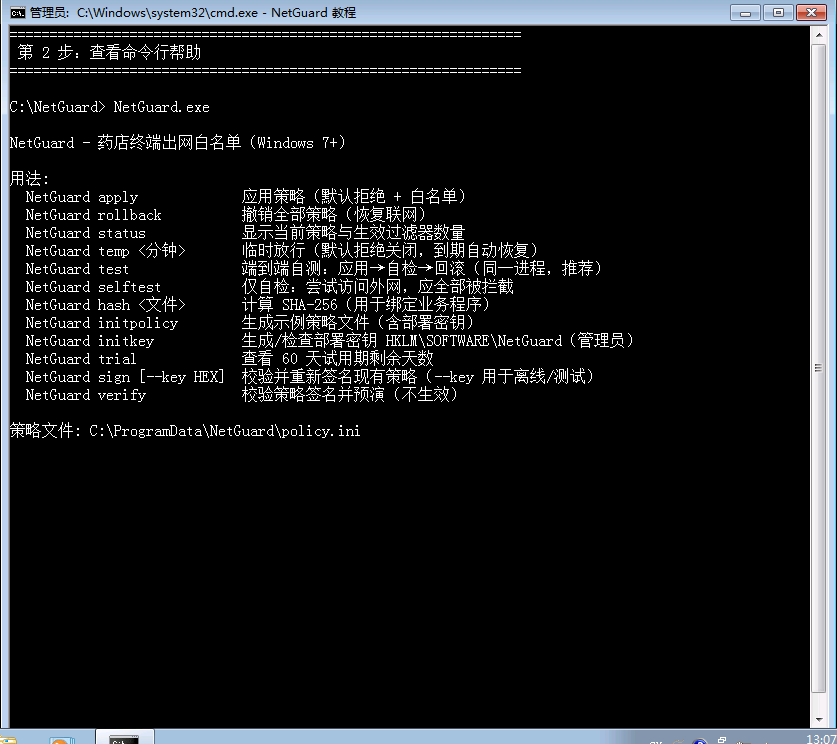 管理员: C:\Windows\system32\cmd.exe - NetGuard 教程
================================================================
第 2 步: 查看命令行帮助
================================================================
C:\NetGuard> NetGuard.exe
NetGuard - 药店终端出网白名单 (Windows 7+)
用法:
NetGuard apply 应用策略 (默认拒绝 + 白名单)
NetGuard rollback 撤销全部策略 (恢复联网)
NetGuard status 显示当前策略与生效过滤器数量
NetGuard temp <分钟> 临时放行 (默认拒绝关闭, 到期自动恢复)
NetGuard test 端到端自测: 应用→自检→回滚 (同一进程, 推荐)
NetGuard selftest 仅自检: 尝试访问外网, 应全部被拦截
NetGuard hash <文件> 计算 SHA-256 (用于绑定业务程序)
NetGuard initpolicy 生成示例策略文件 (含部署密钥)
NetGuard initkey 生成/检查部署密钥 HKLM\SOFTWARE\NetGuard (管理员)
NetGuard trial 查看 60 天试用期剩余天数
NetGuard sign [--key HEX] 校验并重新签名现有策略 (--key 用于离线/测试)
NetGuard verify 校验策略签名并预演 (不生效)
策略文件: C:\ProgramData\NetGuard\policy.ini
13:07